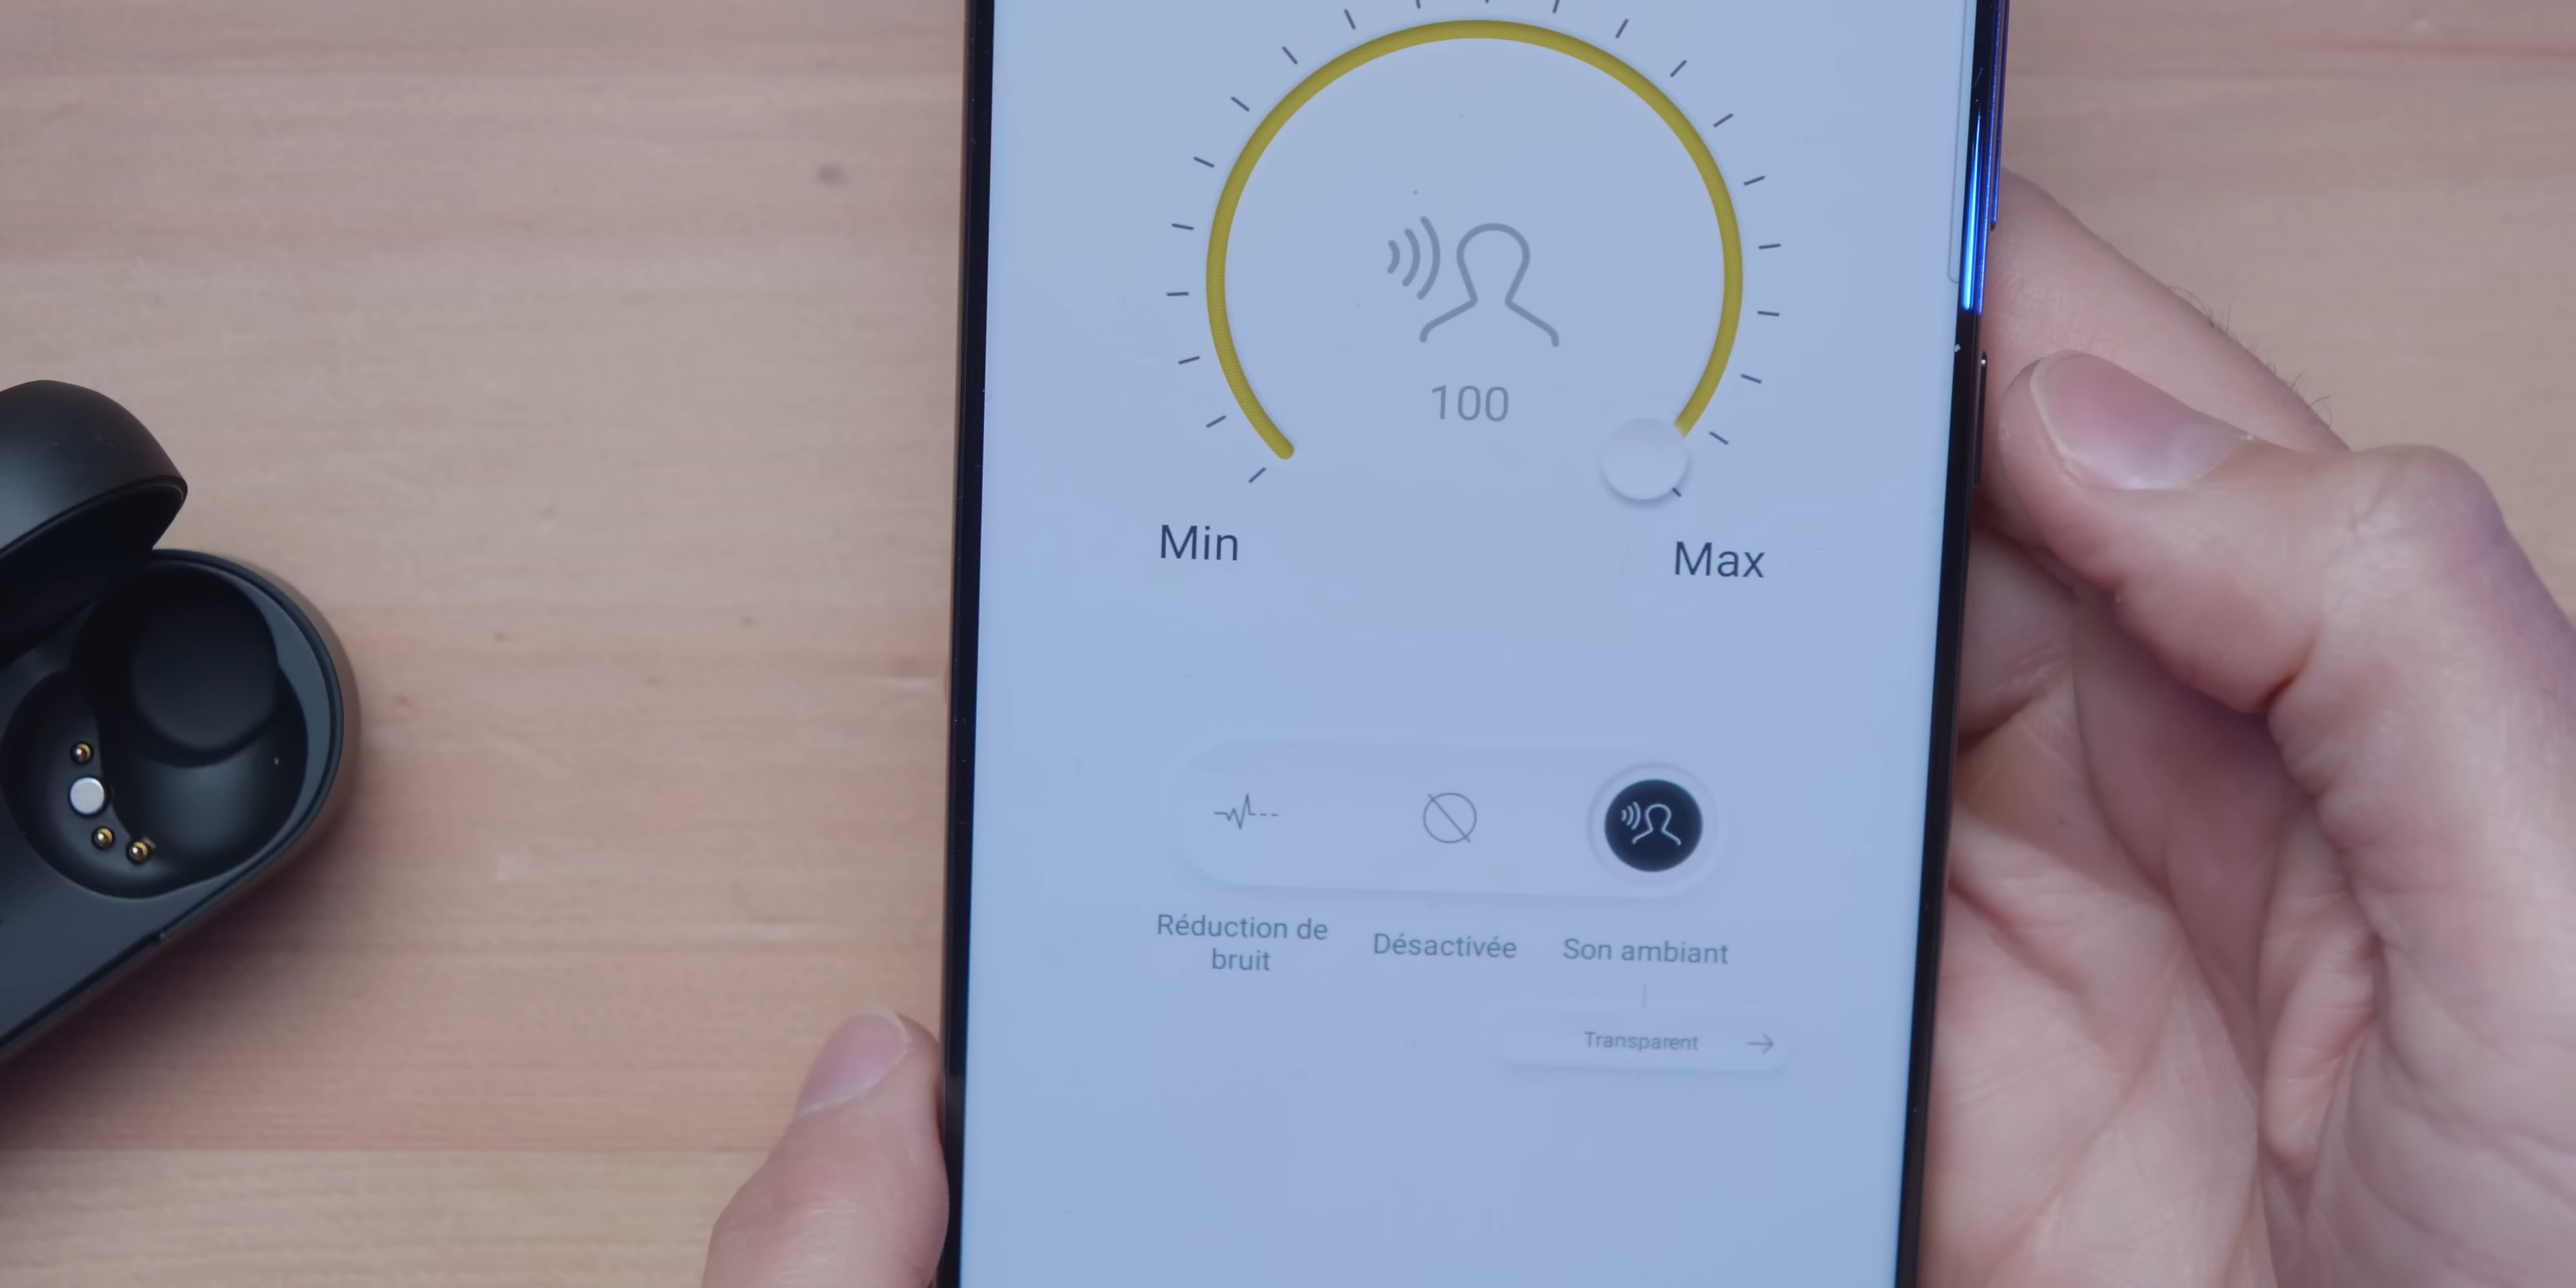 100
Min
Max
Réduction de
bruit
Désactivée
Son ambiant
Transparent